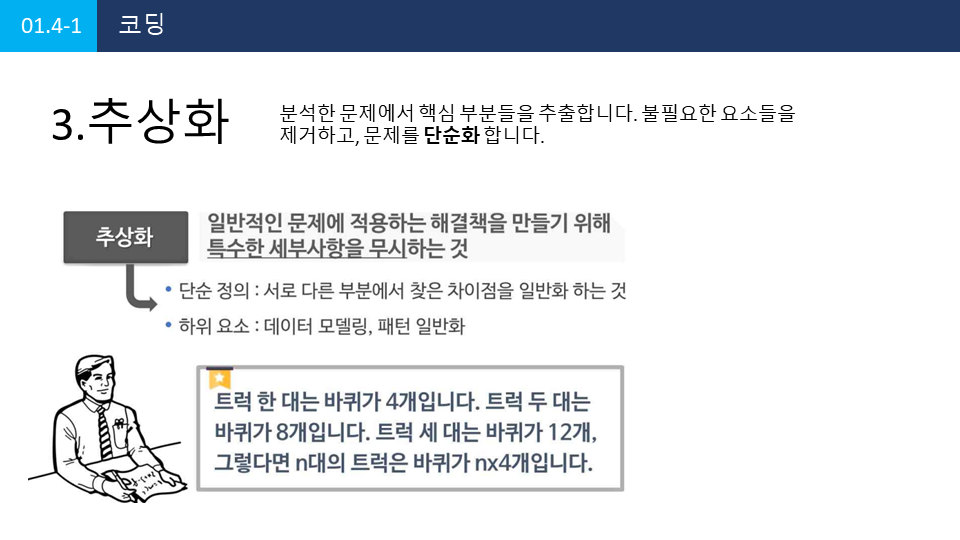 01.4-1 코딩
3.추상화
분석한 문제에서 핵심 부분들을 추출합니다. 불필요한 요소들을
제거하고, 문제를 단순화 합니다.
추상화
일반적인 문제에 적용하는 해결책을 만들기 위해
특수한 세부사항을 무시하는 것
• 단순 정의 : 서로 다른 부분에서 찾은 차이점을 일반화 하는 것
• 하위 요소 : 데이터 모델링, 패턴 일반화
트럭 한 대는 바퀴가 4개입니다. 트럭 두 대는
바퀴가 8개입니다. 트럭 세 대는 바퀴가 12개,
그렇다면 n대의 트럭은 바퀴가 nx4개입니다.